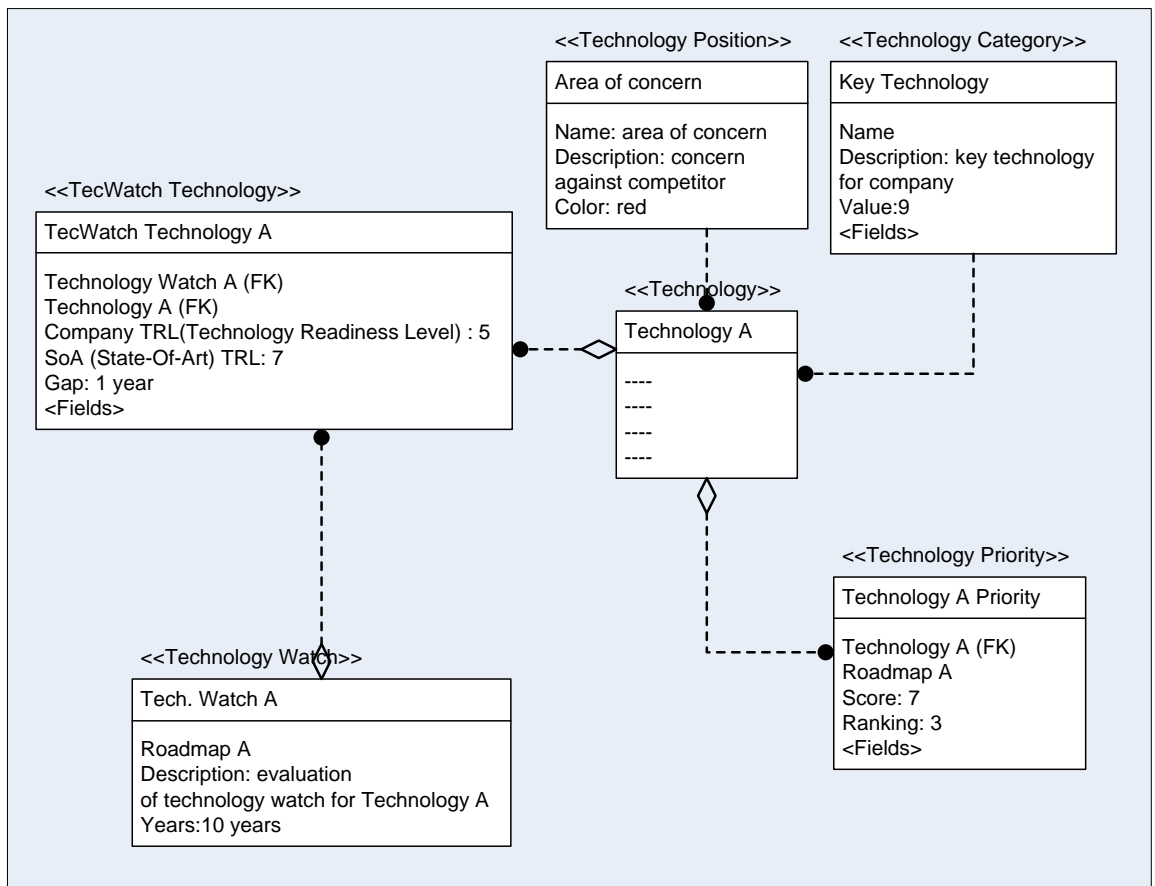 <<Technology Position>>
Area of concern
Name: area of concern
Description: concern
against competitor
Color: red
<<Technology Category>>
Key Technology
Name
Description: key technology
for company
Value:9
<Fields>
<<TecWatch Technology>>
TecWatch Technology A
Technology Watch A (FK)
Technology A (FK)
Company TRL(Technology Readiness Level) : 5
SoA (State-Of-Art) TRL: 7
Gap: 1 year
<Fields>
<<Technology>>
Technology A
----
----
----
----
<<Technology Priority>>
Technology A Priority
Technology A (FK)
Roadmap A
Score: 7
Ranking: 3
<Fields>
<<Technology Watch>>
Tech. Watch A
Roadmap A
Description: evaluation
of technology watch for Technology A
Years:10 years